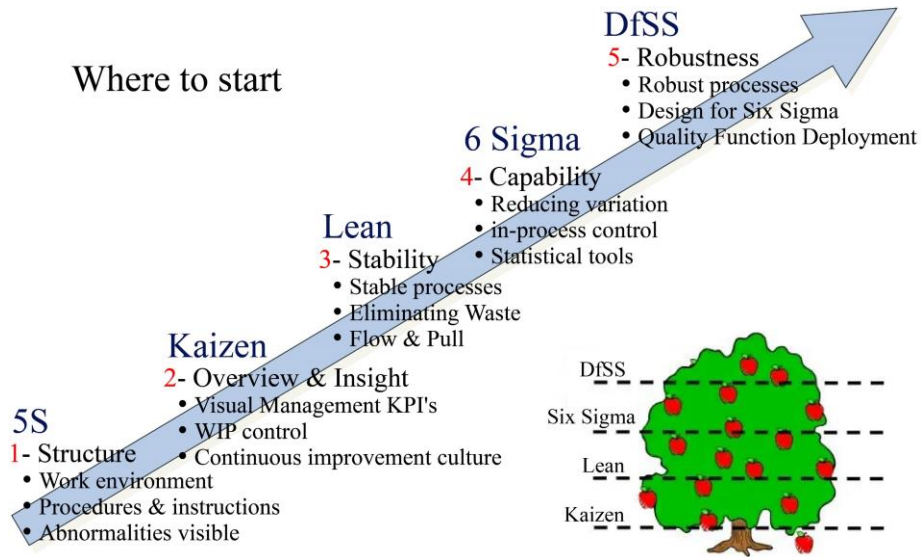 Where to start
5S
1- Structure
• Work environment
• Procedures & instructions
• Abnormalities visible
Kaizen
2- Overview & Insight
• Visual Management KPI's
• WIP control
• Continuous improvement culture
Lean
3- Stability
• Stable processes
• Eliminating Waste
• Flow & Pull
6 Sigma
4- Capability
• Reducing variation
• in-process control
• Statistical tools
DfSS
5- Robustness
• Robust processes
• Design for Six Sigma
• Quality Function Deployment
DfSS
Six Sigma
Lean
Kaizen